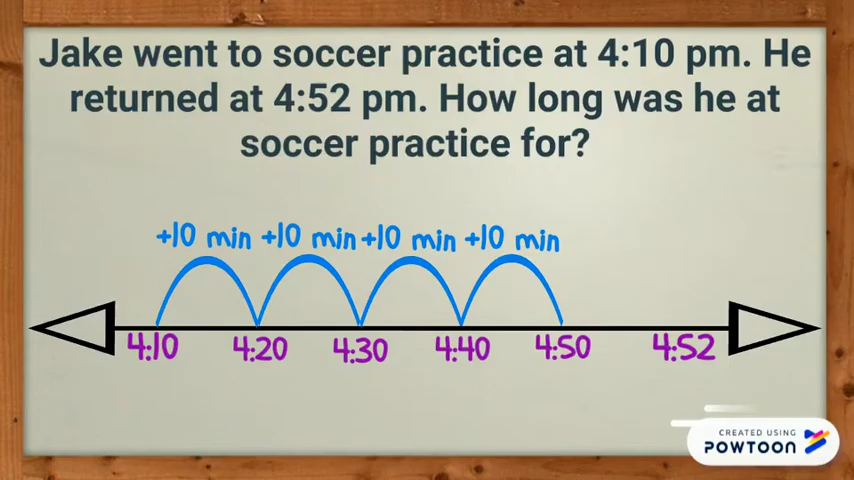 Jake went to soccer practice at 4:10 pm. He
returned at 4:52 pm. How long was he at
soccer practice for?
+10 min +10 min +10 min +10 min
4:10 4:20 4:30 4:40 4:50 4:52
CREATED USING
POWTOON